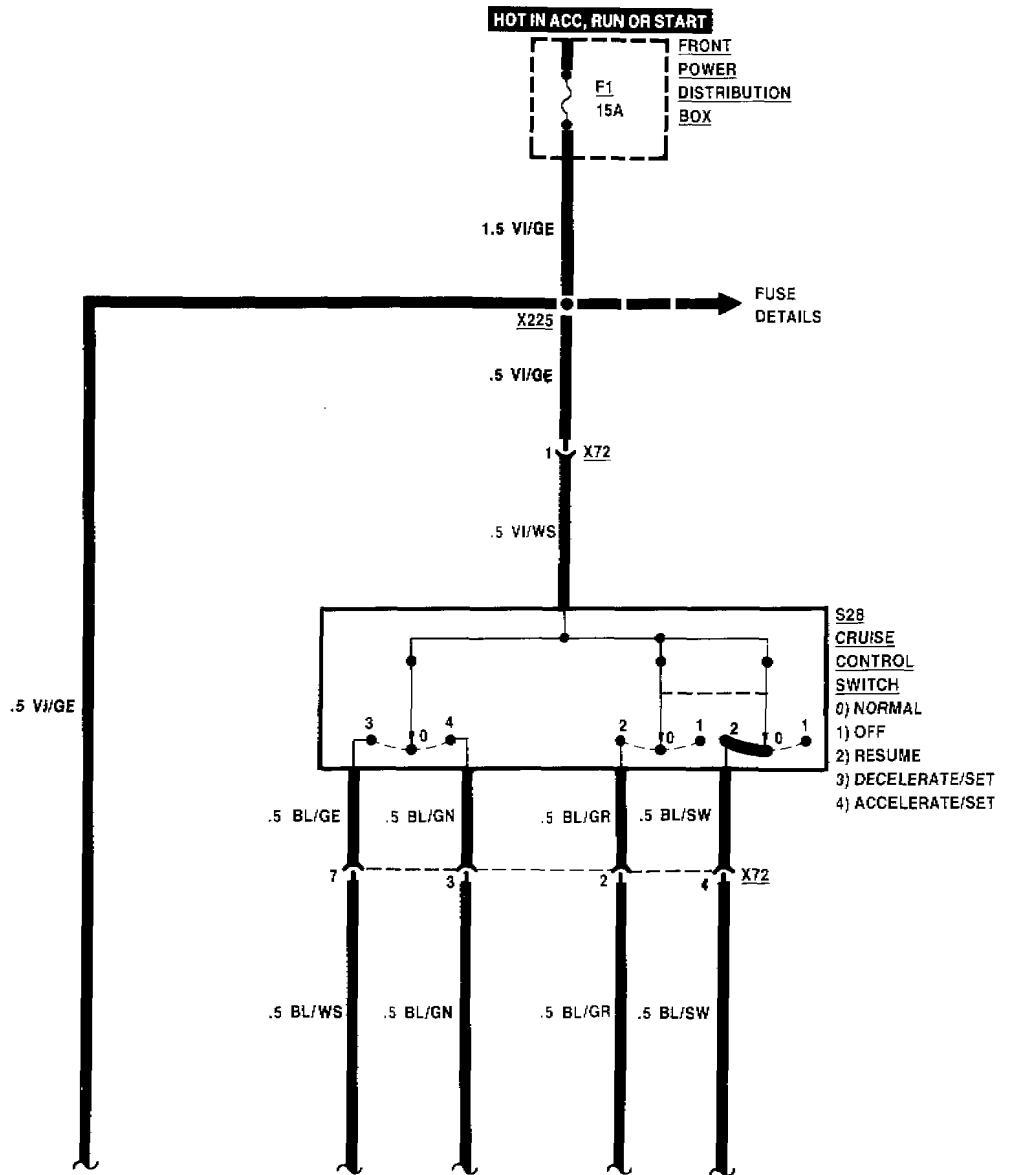 HOT IN ACC, RUN OR START
FRONT
POWER
DISTRIBUTION
BOX
F1
15A
1.5 VI/GE
FUSE
DETAILS
X225
.5 VI/GE
1 X72
.5 VI/WS
S28
CRUISE
CONTROL
SWITCH
0) NORMAL
1) OFF
2) RESUME
3) DECELERATE/SET
4) ACCELERATE/SET
.5 VI/GE
3 0 4 2 0 1 2 0 1
.5 BL/GE .5 BL/GN .5 BL/GR .5 BL/SW
7 3 2 4 X72
.5 BL/WS .5 BL/GN .5 BL/GR .5 BL/SW